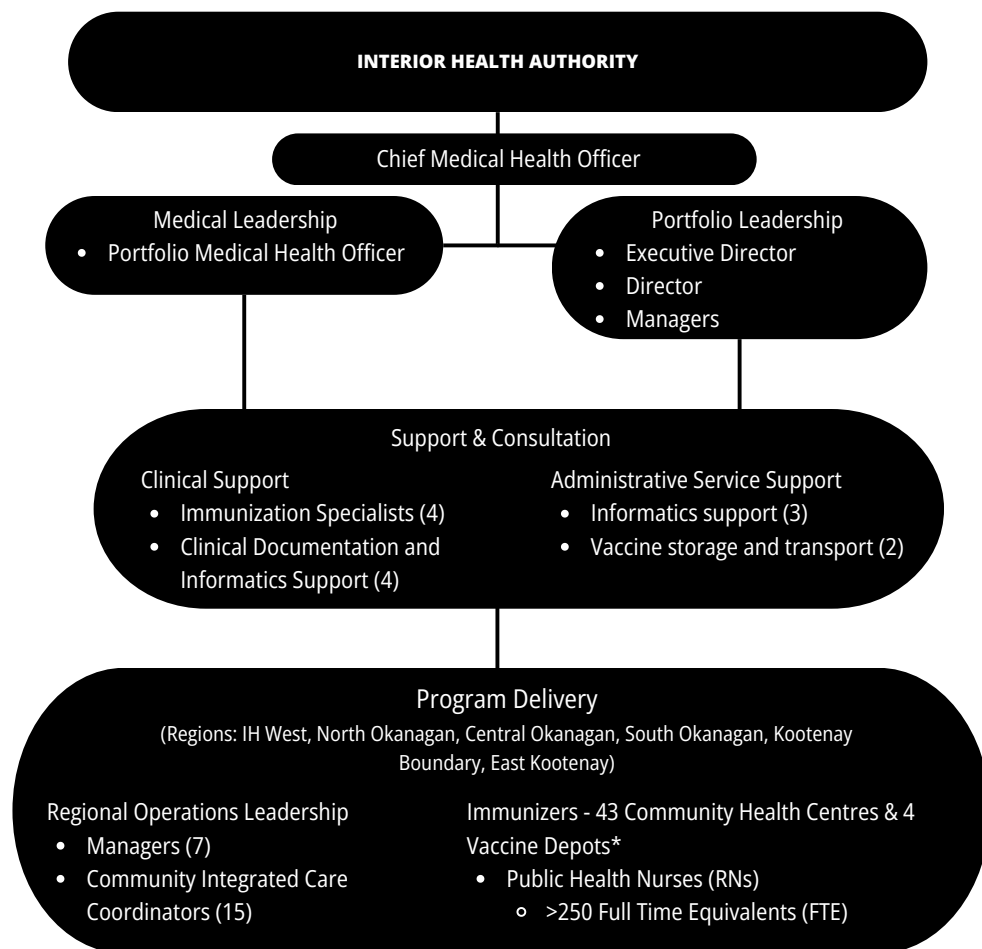 INTERIOR HEALTH AUTHORITY
Chief Medical Health Officer
Medical Leadership
• Portfolio Medical Health Officer
Portfolio Leadership
• Executive Director
• Director
• Managers
Support & Consultation
Clinical Support
• Immunization Specialists (4)
• Clinical Documentation and
Informatics Support (4)
Administrative Service Support
• Informatics support (3)
• Vaccine storage and transport (2)
Program Delivery
(Regions: IH West, North Okanagan, Central Okanagan, South Okanagan, Kootenay
Boundary, East Kootenay)
Regional Operations Leadership
• Managers (7)
• Community Integrated Care
Coordinators (15)
Immunizers - 43 Community Health Centres & 4
Vaccine Depots*
• Public Health Nurses (RNs)
○ >250 Full Time Equivalents (FTE)